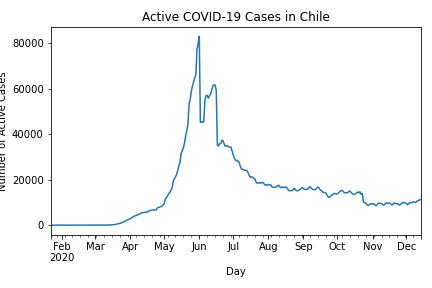 Active COVID-19 Cases in Chile
Number of Active Cases
80000
60000
40000
20000
0
Feb Mar Apr May Jun Jul Aug Sep Oct Nov Dec
2020
Day